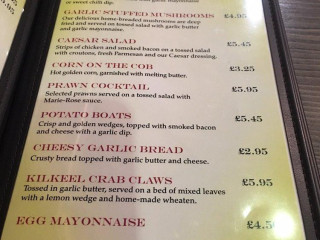 or sweet chili dip.
GARLIC STUFFED MUSHROOMS £4.95
Our delicious home-breaded mushrooms are deep
fried and served on tossed salad with garlic butter
and garlic mayonnaise.
CAESAR SALAD £5.45
Strips of chicken and smoked bacon on a tossed salad
with croutons, fresh Parmesan and our Caesar dressing.
CORN ON THE COB £3.25
Hot golden corn, garnished with melting butter.
PRAWN COCKTAIL £5.95
Selected prawns served on a tossed salad with
Marie-Rose sauce.
POTATO BOATS £5.45
Crisp and golden wedges, topped with smoked bacon
and cheese with a garlic dip.
CHEESY GARLIC BREAD £2.95
Crusty bread topped with garlic butter and cheese.
KILKEEL CRAB CLAWS £5.95
Tossed in garlic butter, served on a bed of mixed leaves
with a lemon wedge and home-made wheaten.
EGG MAYONNAISE £4.5